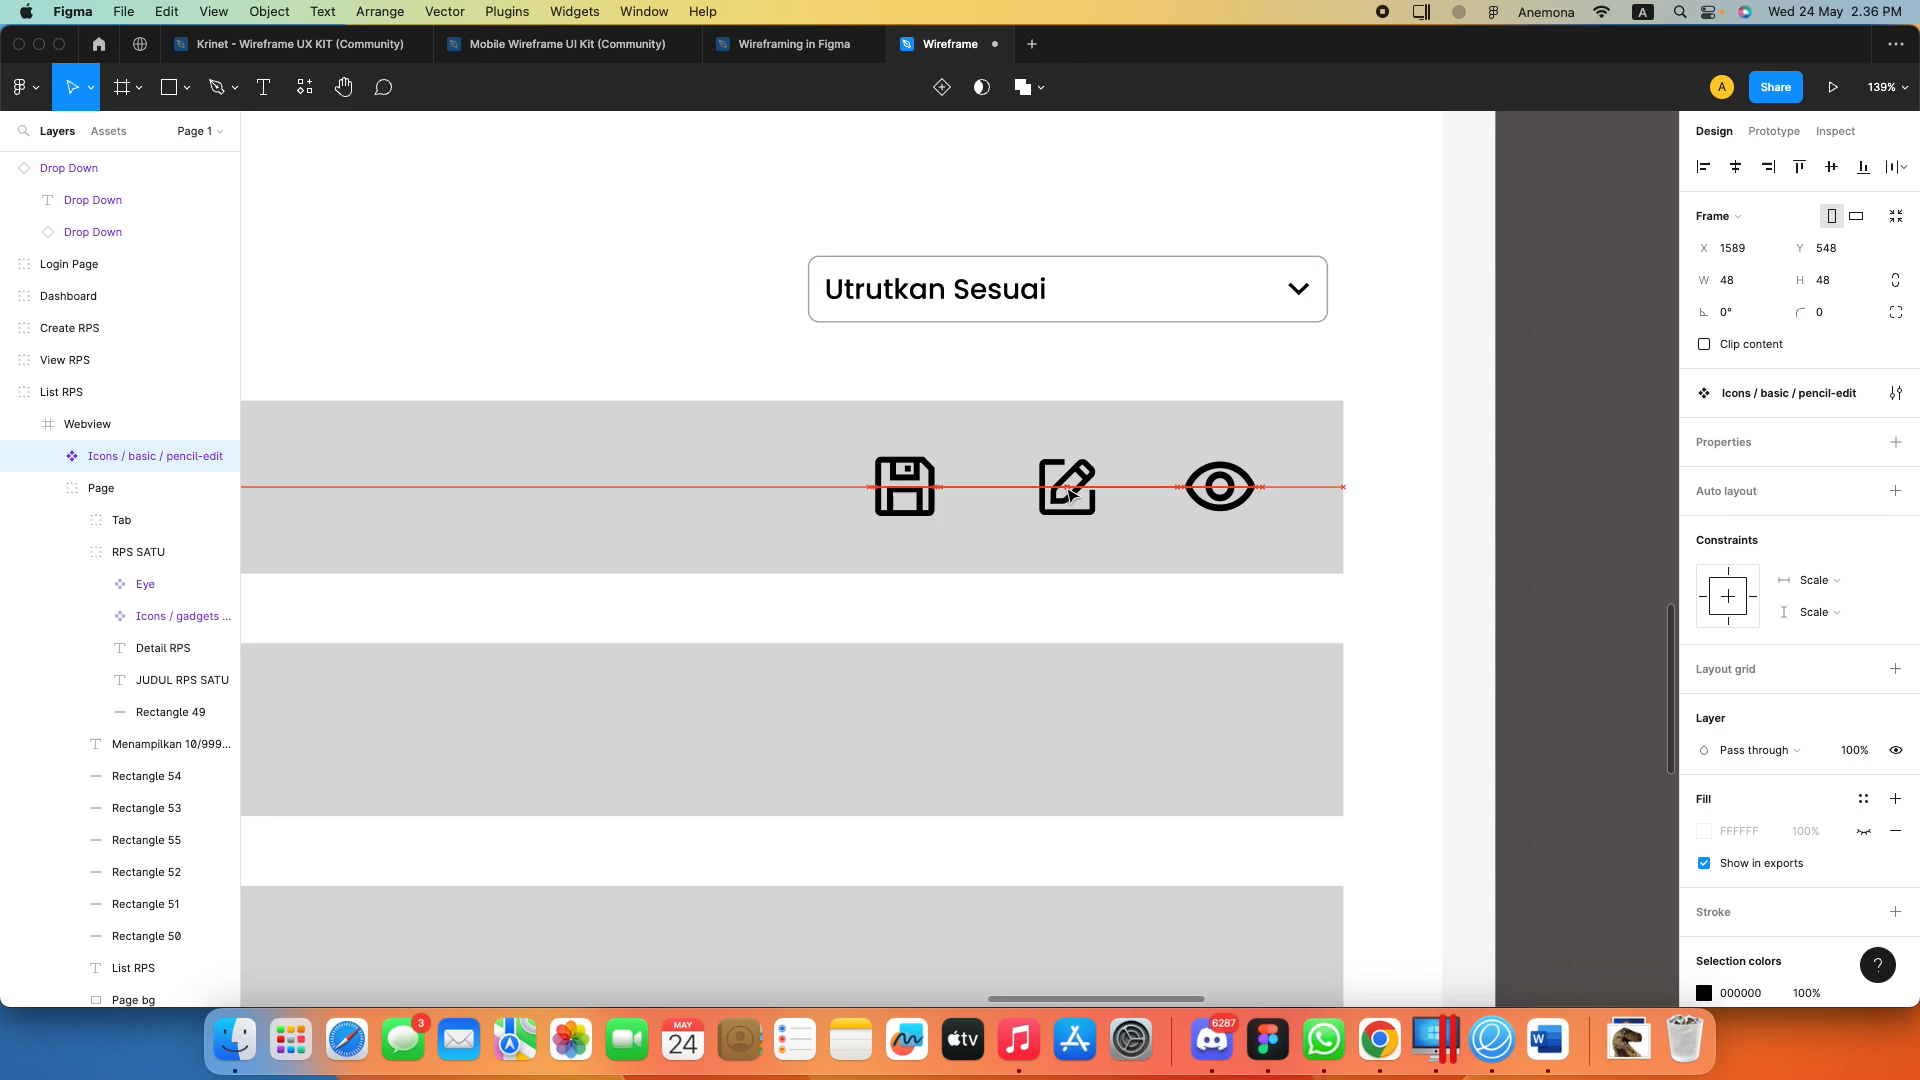 Figma File Edit View Object Text Arrange Vector Plugins Widgets Window Help
Anemona A Wed 24 May 2.36 PM
Krinet - Wireframe UX KIT (Community)
Mobile Wireframe UI Kit (Community)
Wireframing in Figma
Wireframe
A
Share
139%
Layers Assets Page 1
Drop Down
Drop Down
Drop Down
Login Page
Dashboard
Create RPS
View RPS
List RPS
Webview
Icons / basic / pencil-edit
Page
Tab
RPS SATU
Eye
Icons / gadgets ...
Detail RPS
JUDUL RPS SATU
Rectangle 49
Menampilkan 10/999...
Rectangle 54
Rectangle 53
Rectangle 55
Rectangle 52
Rectangle 51
Rectangle 50
List RPS
Page bg
Utrutkan Sesuai
Design Prototype Inspect
Frame
X 1589 Y 548
W 48 H 48
0° 0
Clip content
Icons / basic / pencil-edit
Properties
Auto layout
Constraints
Scale
Scale
Layout grid
Layer
Pass through 100%
Fill
FFFFFF 100%
Show in exports
Stroke
Selection colors
?
000000 100%
3
MAY
24
tv
6287
W